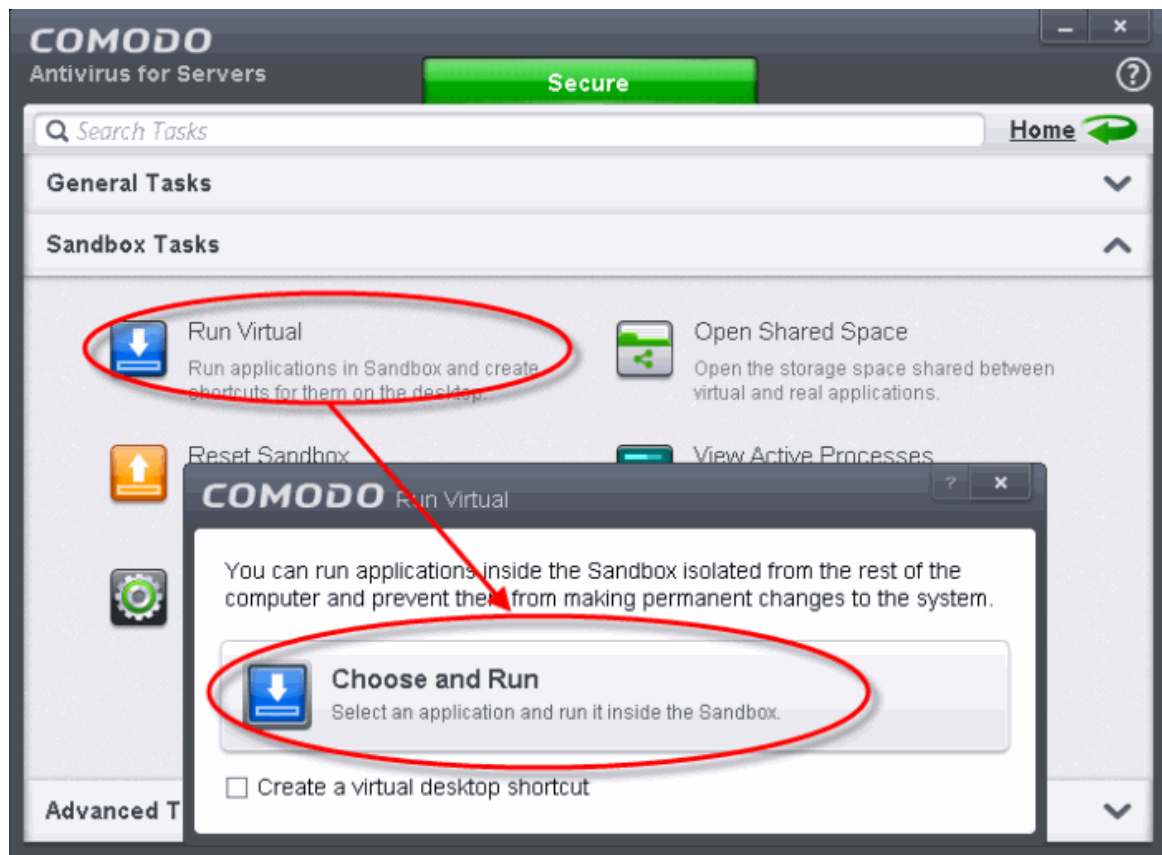 COMODO
Antivirus for Servers
Secure
?
Search Tasks
Home
General Tasks
Sandbox Tasks
Run Virtual
Run applications in Sandbox and create
shortcuts for them on the desktop.
Open Shared Space
Open the storage space shared between
virtual and real applications.
Reset Sandbox
View Active Processes
COMODO Run Virtual
?
You can run applications inside the Sandbox isolated from the rest of the
computer and prevent them from making permanent changes to the system.
Choose and Run
Select an application and run it inside the Sandbox.
Create a virtual desktop shortcut
Advanced T